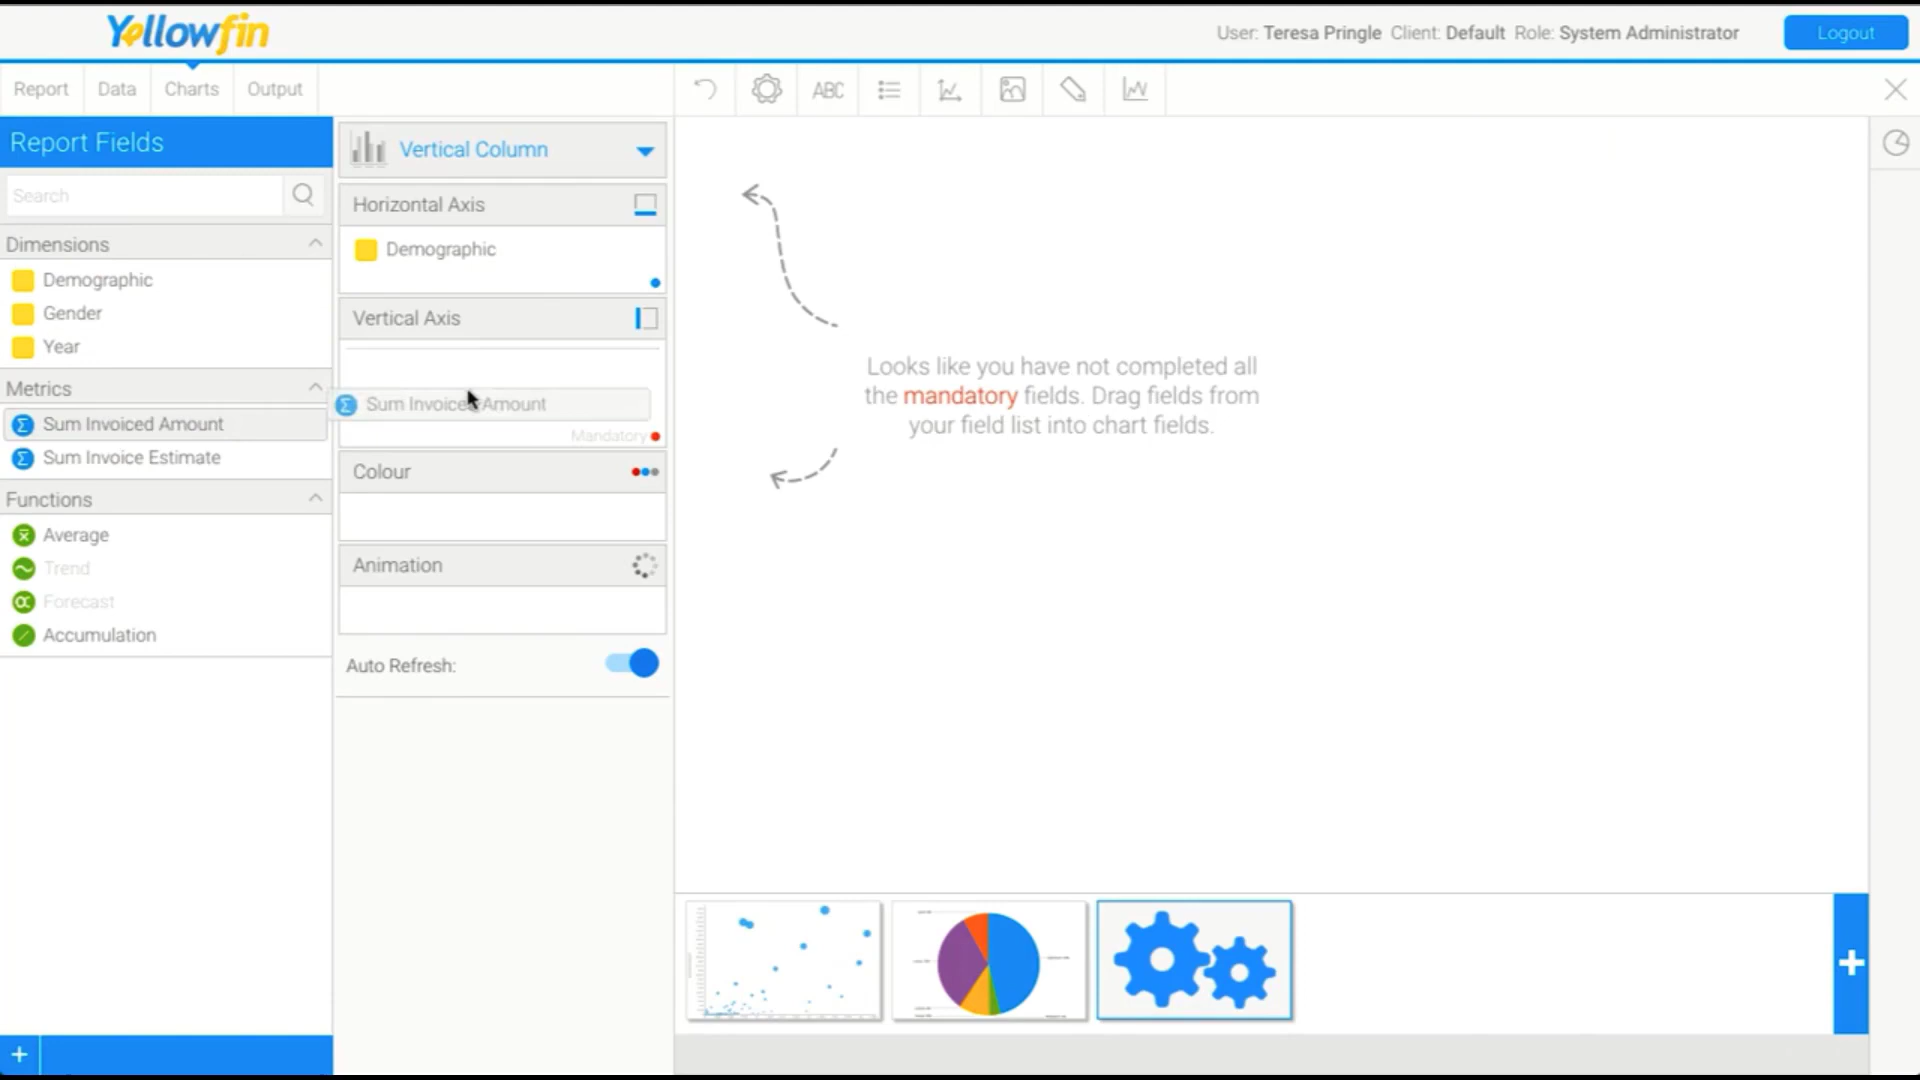 Yellowfin
User: Teresa Pringle Client: Default Role: System Administrator
Logout
Report
Data
Charts
Output
ABC
Report Fields
Search
Dimensions
Demographic
Gender
Year
Metrics
Sum Invoiced Amount
Sum Invoice Estimate
Functions
Average
Trend
Forecast
Accumulation
Vertical Column
Horizontal Axis
Demographic
Vertical Axis
Sum Invoiced Amount
Mandatory
Colour
Animation
Auto Refresh:
Looks like you have not completed all
the mandatory fields. Drag fields from
your field list into chart fields.